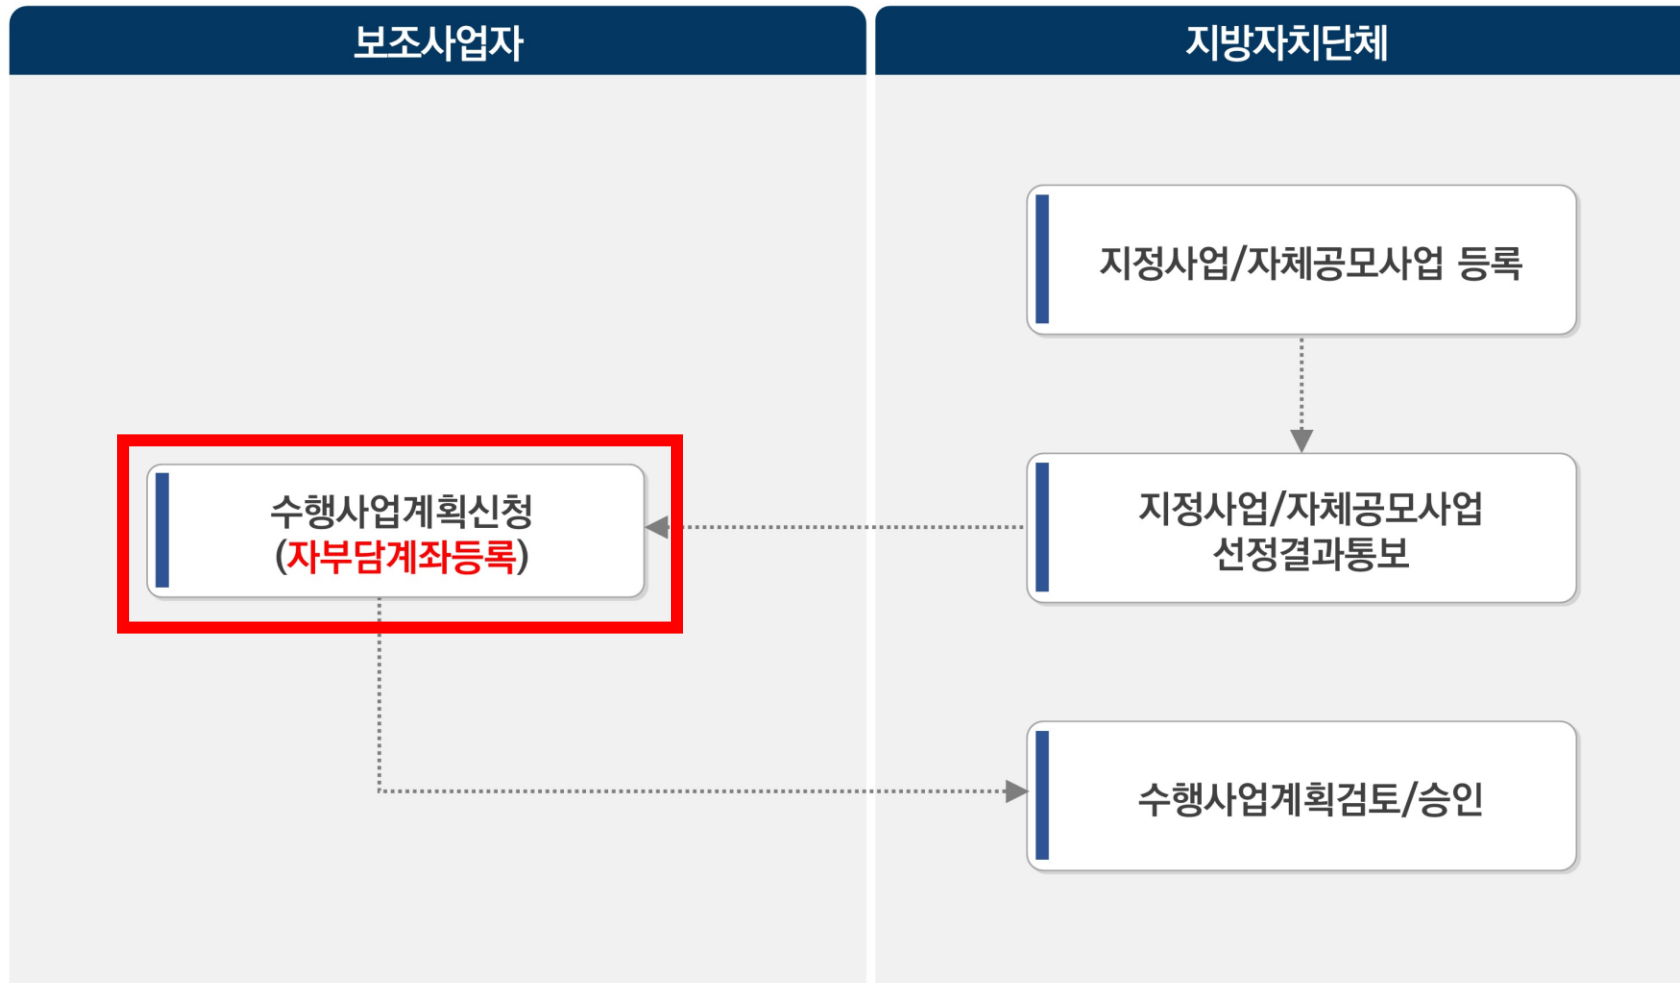 보조사업자
지방자치단체
지정사업/자체공모사업 등록
지정사업/자체공모사업
선정결과통보
수행사업계획신청
(자부담계좌등록)
수행사업계획검토/승인